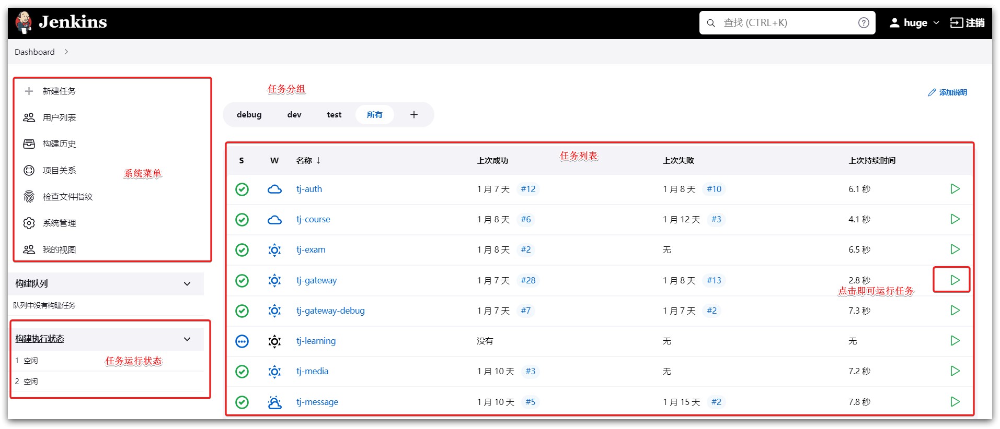 Jenkins
查找 (CTRL+K)
huge
注销
Dashboard
新建任务
用户列表
构建历史
项目关系
系统菜单
检查文件指纹
系统管理
我的视图
构建队列
队列中没有构建任务
构建执行状态
1 空闲
任务运行状态
2 空闲
任务分组
添加说明
debug dev test 所有
任务列表
S W 名称 ↓ 上次成功 上次失败 上次持续时间
tj-auth 1 月 7 天 #12 1 月 8 天 #10 6.1 秒
tj-course 1 月 8 天 #6 1 月 12 天 #3 4.1 秒
tj-exam 1 月 8 天 #2 无 6.5 秒
tj-gateway 1 月 7 天 #28 1 月 8 天 #13 2.8 秒
点击即可运行任务
tj-gateway-debug 1 月 7 天 #7 1 月 7 天 #2 7.3 秒
tj-learning 没有 无 无
tj-media 1 月 10 天 #3 无 7.2 秒
tj-message 1 月 10 天 #5 1 月 15 天 #2 7.8 秒